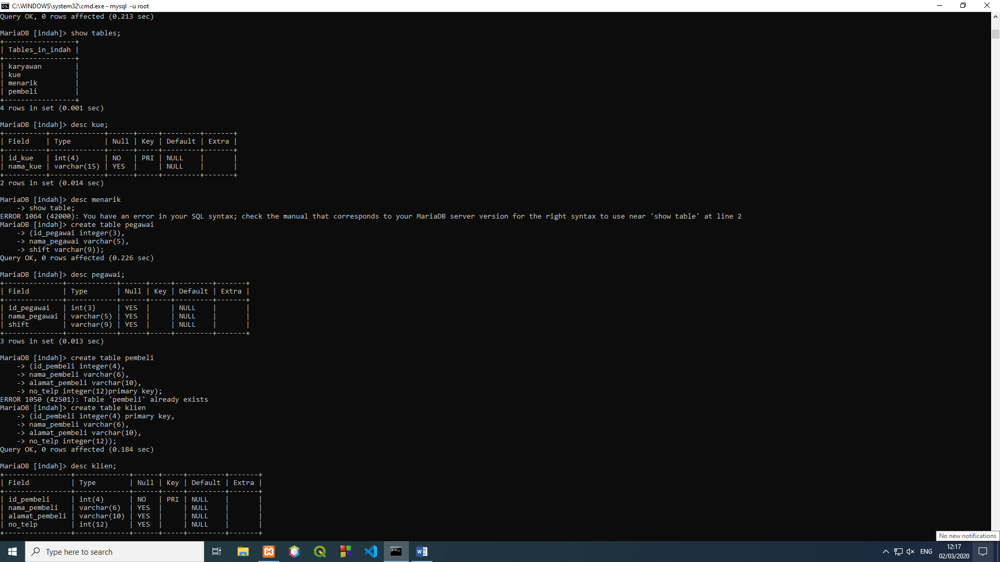 C:\WINDOWS\system32\cmd.exe - mysql  -u root
Query OK, 0 rows affected (0.213 sec)

MariaDB [indah]> show tables;
+-----------------+
| Tables_in_indah |
+-----------------+
| karyawan        |
| kue             |
| menarik         |
| pembeli         |
+-----------------+
4 rows in set (0.001 sec)

MariaDB [indah]> desc kue;
+----------+-------------+------+-----+---------+-------+
| Field    | Type        | Null | Key | Default | Extra |
+----------+-------------+------+-----+---------+-------+
| id_kue   | int(4)      | NO   | PRI | NULL    |       |
| nama_kue | varchar(15) | YES  |     | NULL    |       |
+----------+-------------+------+-----+---------+-------+
2 rows in set (0.014 sec)

MariaDB [indah]> desc menarik
    -> show table;
ERROR 1064 (42000): You have an error in your SQL syntax; check the manual that corresponds to your MariaDB server version for the right syntax to use near 'show table' at line 2
MariaDB [indah]> create table pegawai
    -> (id_pegawai integer(3),
    -> nama_pegawai varchar(5),
    -> shift varchar(9));
Query OK, 0 rows affected (0.226 sec)

MariaDB [indah]> desc pegawai;
+--------------+------------+------+-----+---------+-------+
| Field        | Type       | Null | Key | Default | Extra |
+--------------+------------+------+-----+---------+-------+
| id_pegawai   | int(3)     | YES  |     | NULL    |       |
| nama_pegawai | varchar(5) | YES  |     | NULL    |       |
| shift        | varchar(9) | YES  |     | NULL    |       |
+--------------+------------+------+-----+---------+-------+
3 rows in set (0.013 sec)

MariaDB [indah]> create table pembeli
    -> (id_pembeli integer(4),
    -> nama_pembeli varchar(6),
    -> alamat_pembeli varchar(10),
    -> no_telp integer(12)primary key);
ERROR 1050 (42S01): Table 'pembeli' already exists
MariaDB [indah]> create table klien
    -> (id_pembeli integer(4) primary key,
    -> nama_pembeli varchar(6),
    -> alamat_pembeli varchar(10),
    -> no_telp integer(12));
Query OK, 0 rows affected (0.184 sec)

MariaDB [indah]> desc klien;
+----------------+-------------+------+-----+---------+-------+
| Field          | Type        | Null | Key | Default | Extra |
+----------------+-------------+------+-----+---------+-------+
| id_pembeli     | int(4)      | NO   | PRI | NULL    |       |
| nama_pembeli   | varchar(6)  | YES  |     | NULL    |       |
| alamat_pembeli | varchar(10) | YES  |     | NULL    |       |
| no_telp        | int(12)     | YES  |     | NULL    |       |
+----------------+-------------+------+-----+---------+-------+
No new notifications
Type here to search
ENG
12:17
02/03/2020